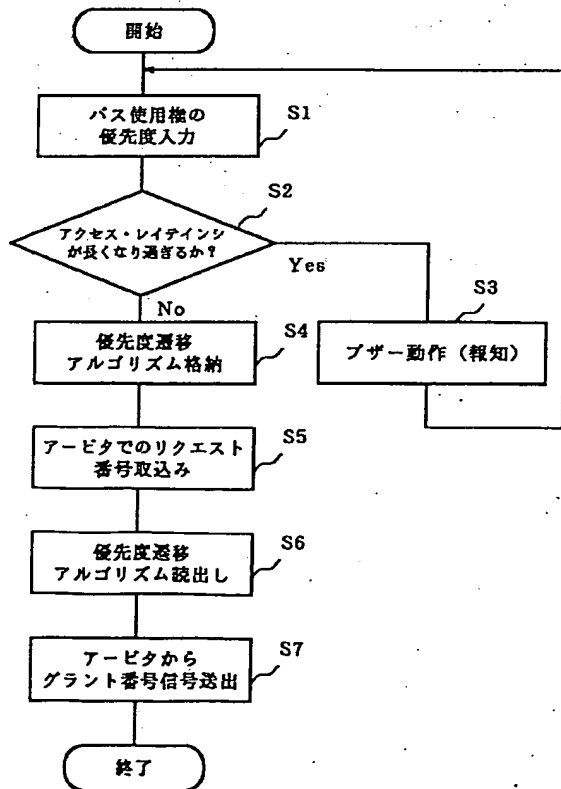 開始
バス使用権の
優先度入力
S1
S2
アクセス・レイテインシ
が長くなり過ぎるか?
Yes
No
S3
ブザー動作(報知)
優先度遷移
アルゴリズム格納
S4
アービタでのリクエスト
番号取込み
S5
優先度遷移
アルゴリズム読出し
S6
アービタから
グラント番号信号送出
S7
終了